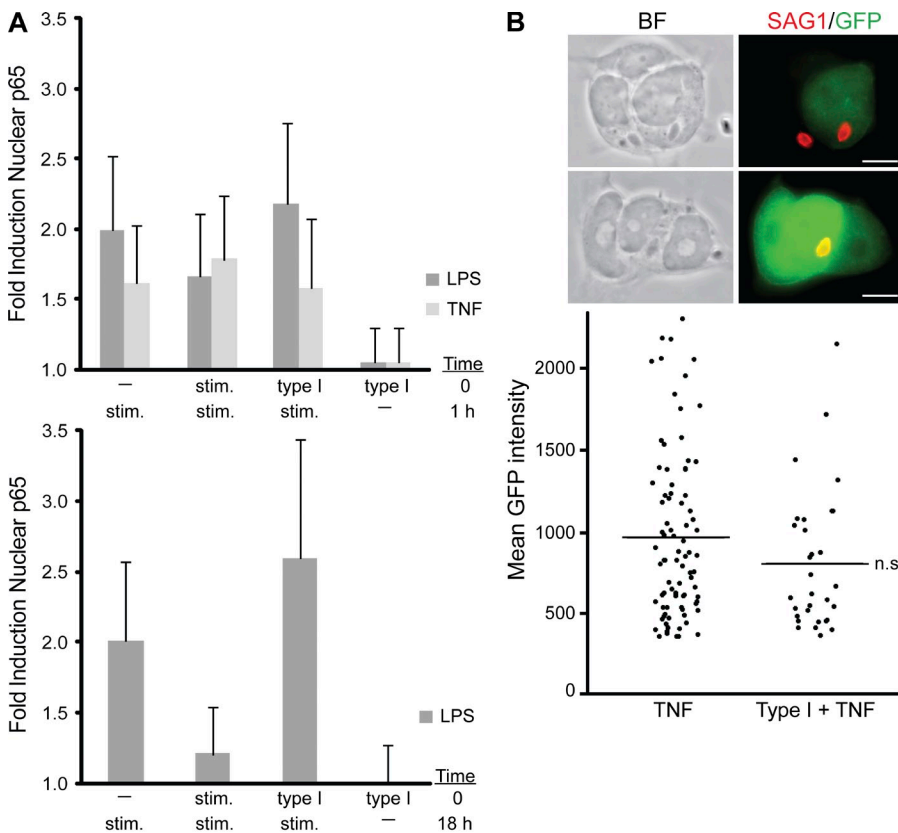 A
Fold Induction Nuclear p65
3.5
3.0
2.5
2.0
1.5
1.0
LPS
TNF
Time
— stim. type I type I 0
stim. stim. stim. — 1 h
Fold Induction Nuclear p65
3.5
3.0
2.5
2.0
1.5
1.0
LPS
Time
— stim. type I type I 0
stim. stim. stim. — 18 h
B
BF SAG1/GFP
Mean GFP intensity
2000
1500
1000
500
0
n.s
TNF Type I + TNF